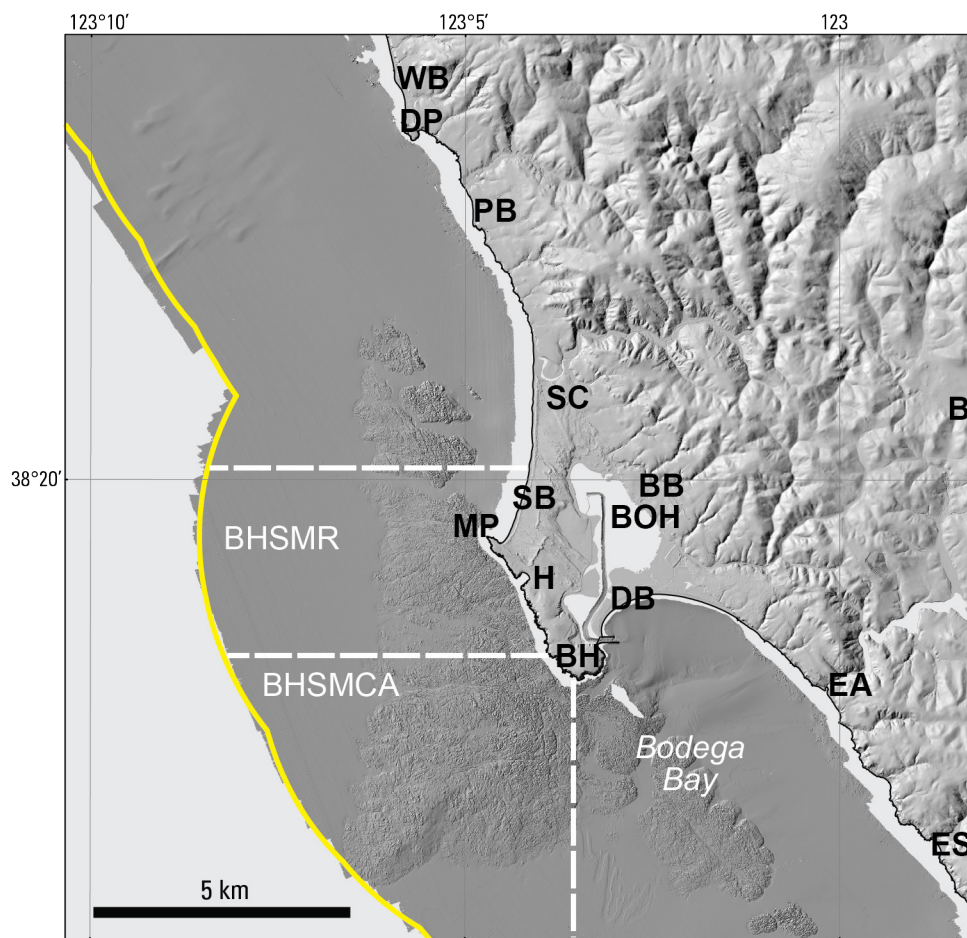 123°10′
123°5′
123
WB
DP
PB
SC
B
38°20′
SB
BB
MP
BOH
BHSMR
H
DB
BH
BHSMCA
EA
Bodega
Bay
ES
5 km